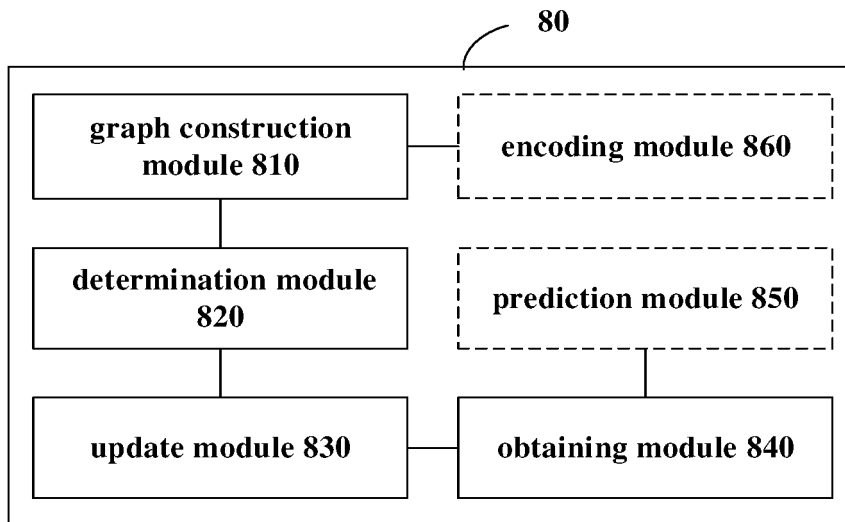 80
graph construction
module 810
encoding module 860
determination module
820
prediction module 850
update module 830
obtaining module 840